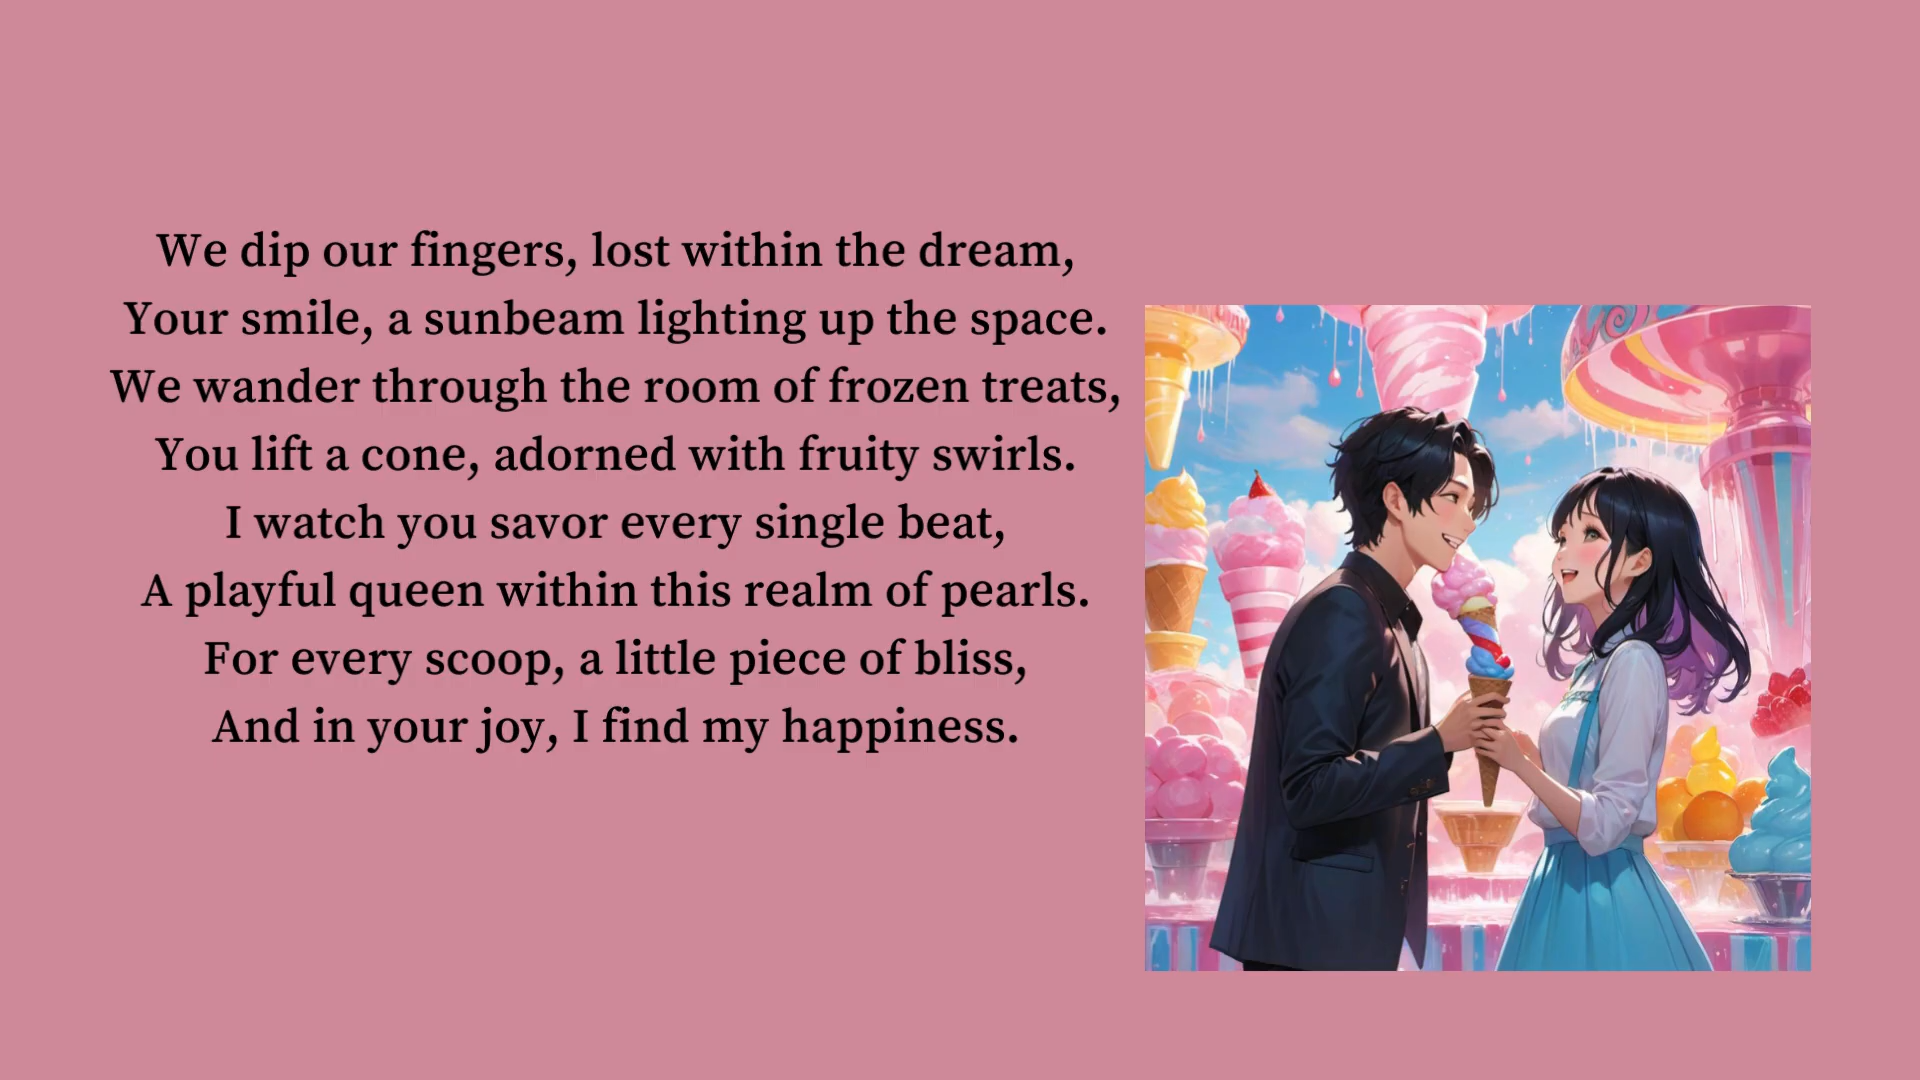 We dip our fingers, lost within the dream,
Your smile, a sunbeam lighting up the space.
We wander through the room of frozen treats,
You lift a cone, adorned with fruity swirls.
I watch you savor every single beat,
A playful queen within this realm of pearls.
For every scoop, a little piece of bliss,
And in your joy, I find my happiness.